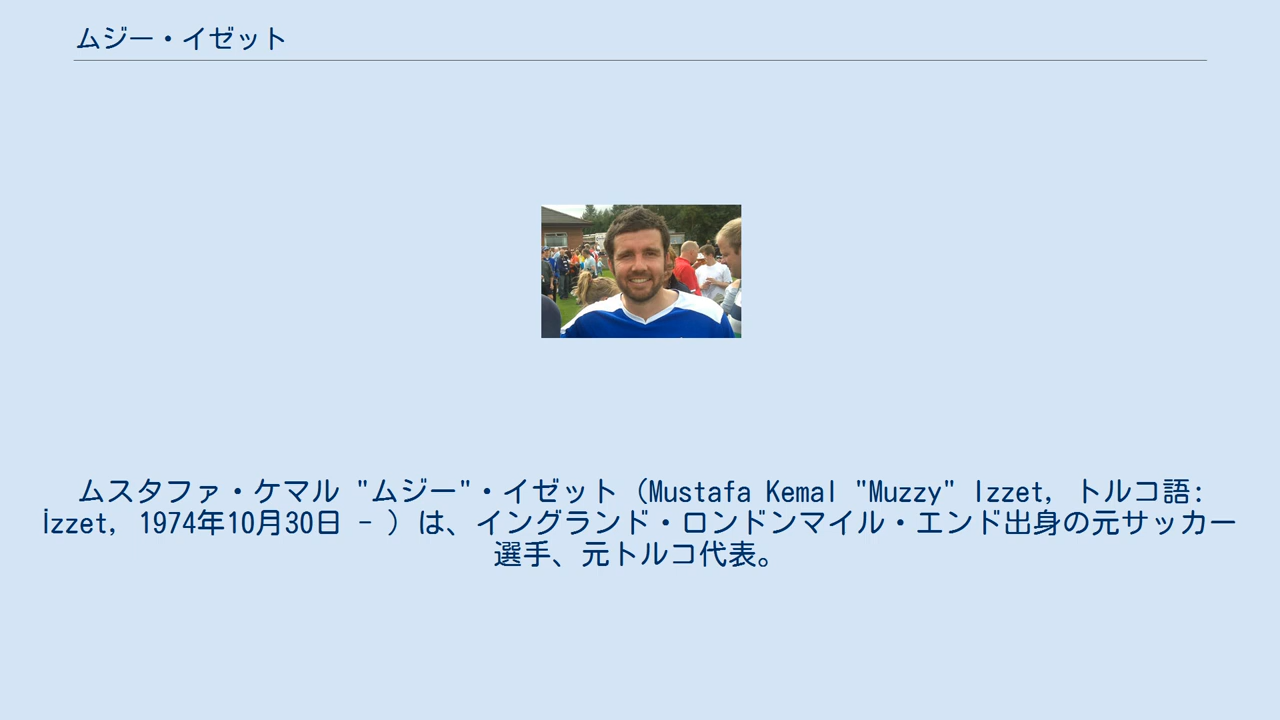 ムジー・イゼット
ムスタファ・ケマル "ムジー"・イゼット（Mustafa Kemal "Muzzy" Izzet, トルコ語:
İzzet, 1974年10月30日 - ）は、イングランド・ロンドンマイル・エンド出身の元サッカー
選手、元トルコ代表。